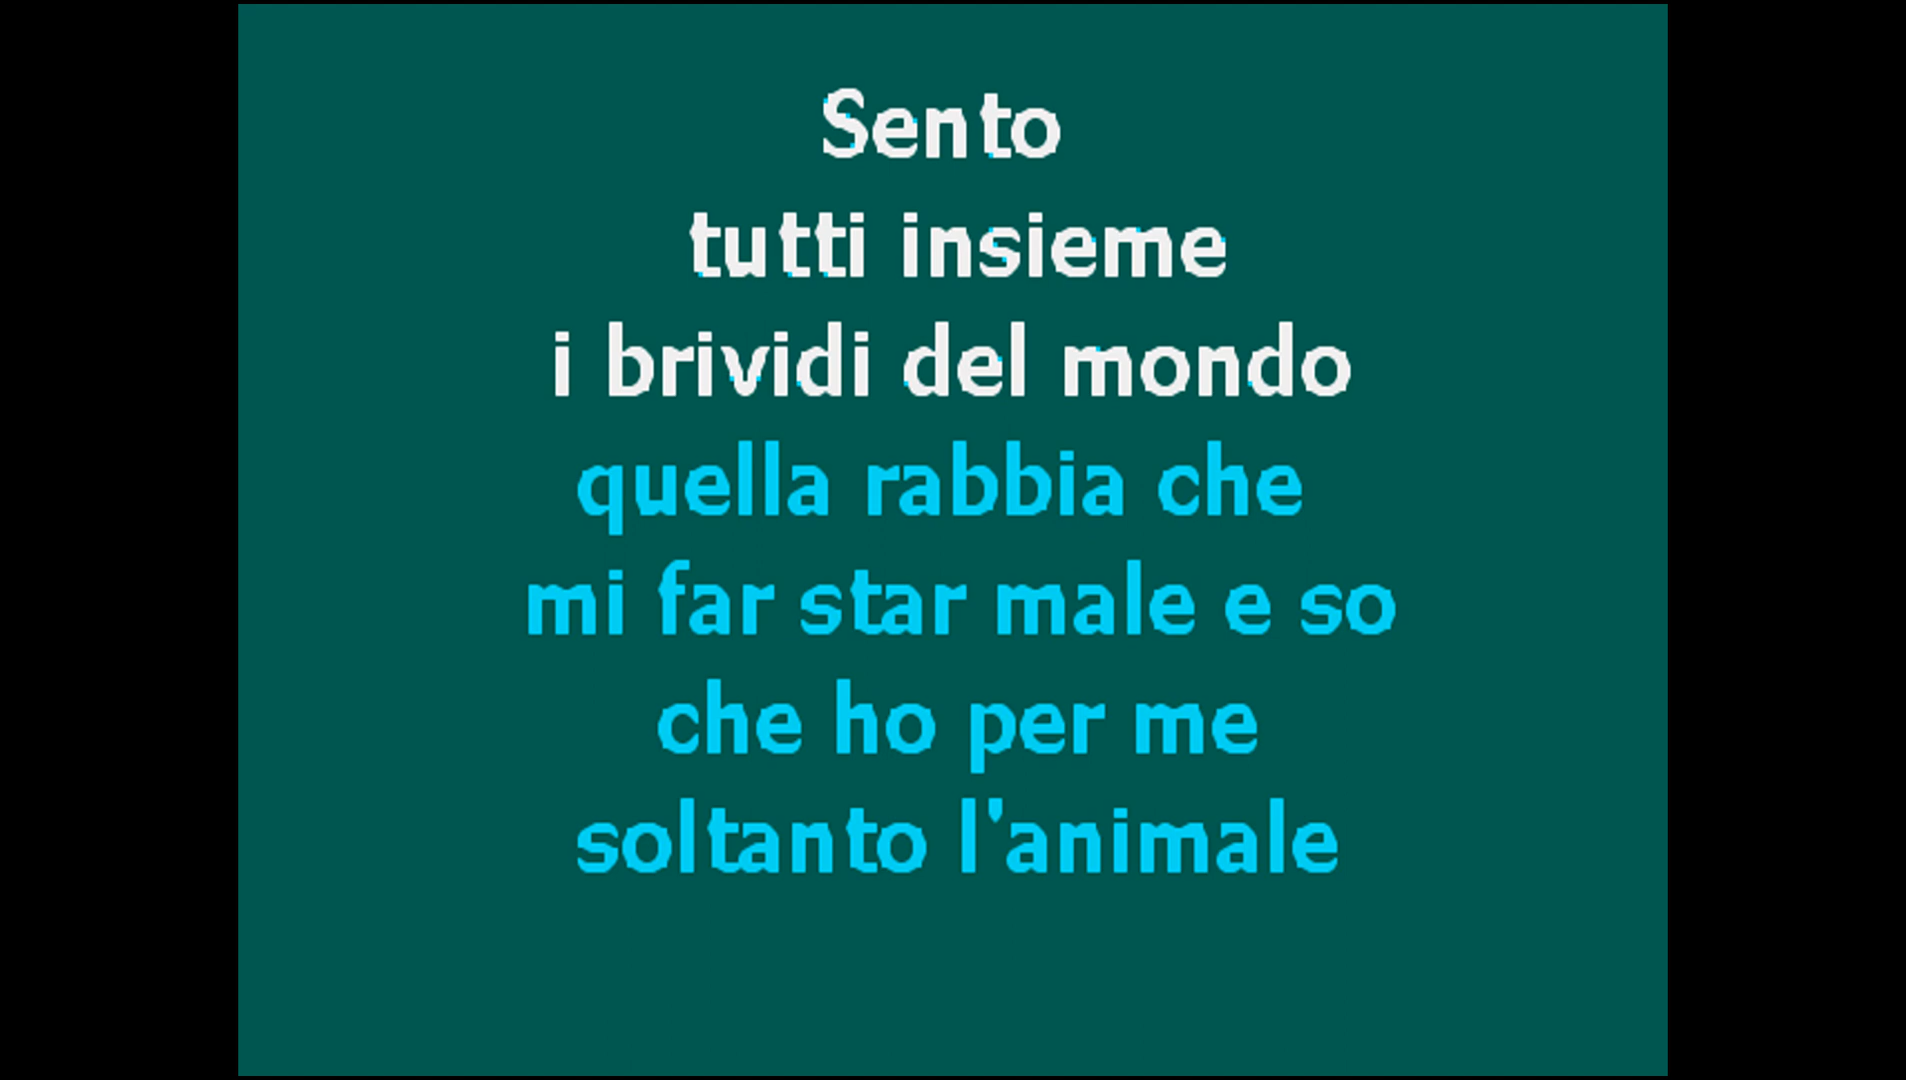 Sento
tutti insieme
i brividi del mondo
quella rabbia che
mi far star male e so
che ho per me
soltanto l'animale